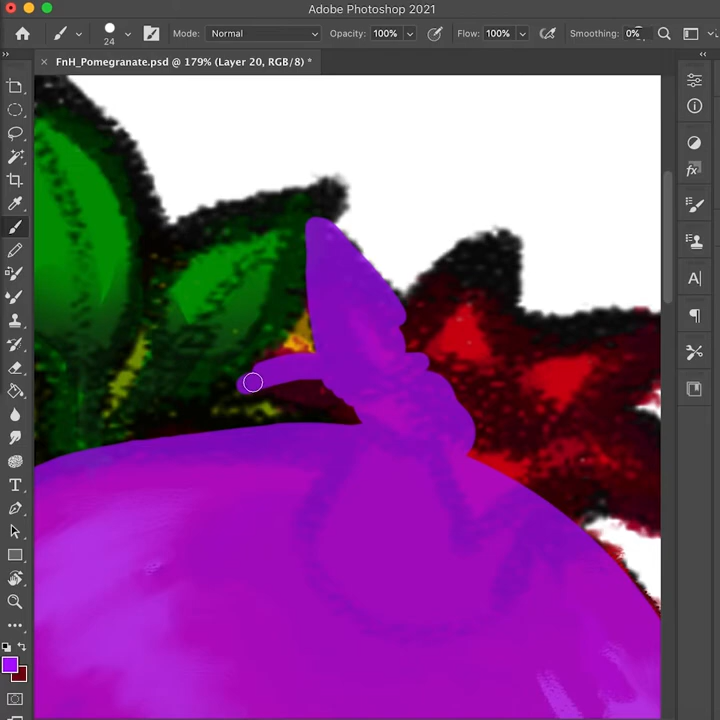 Adobe Photoshop 2021
24 Mode: Normal Opacity: 100% Flow: 100% Smoothing: 0%
× FnH_Pomegranate.psd @ 179% (Layer 20, RGB/8) *